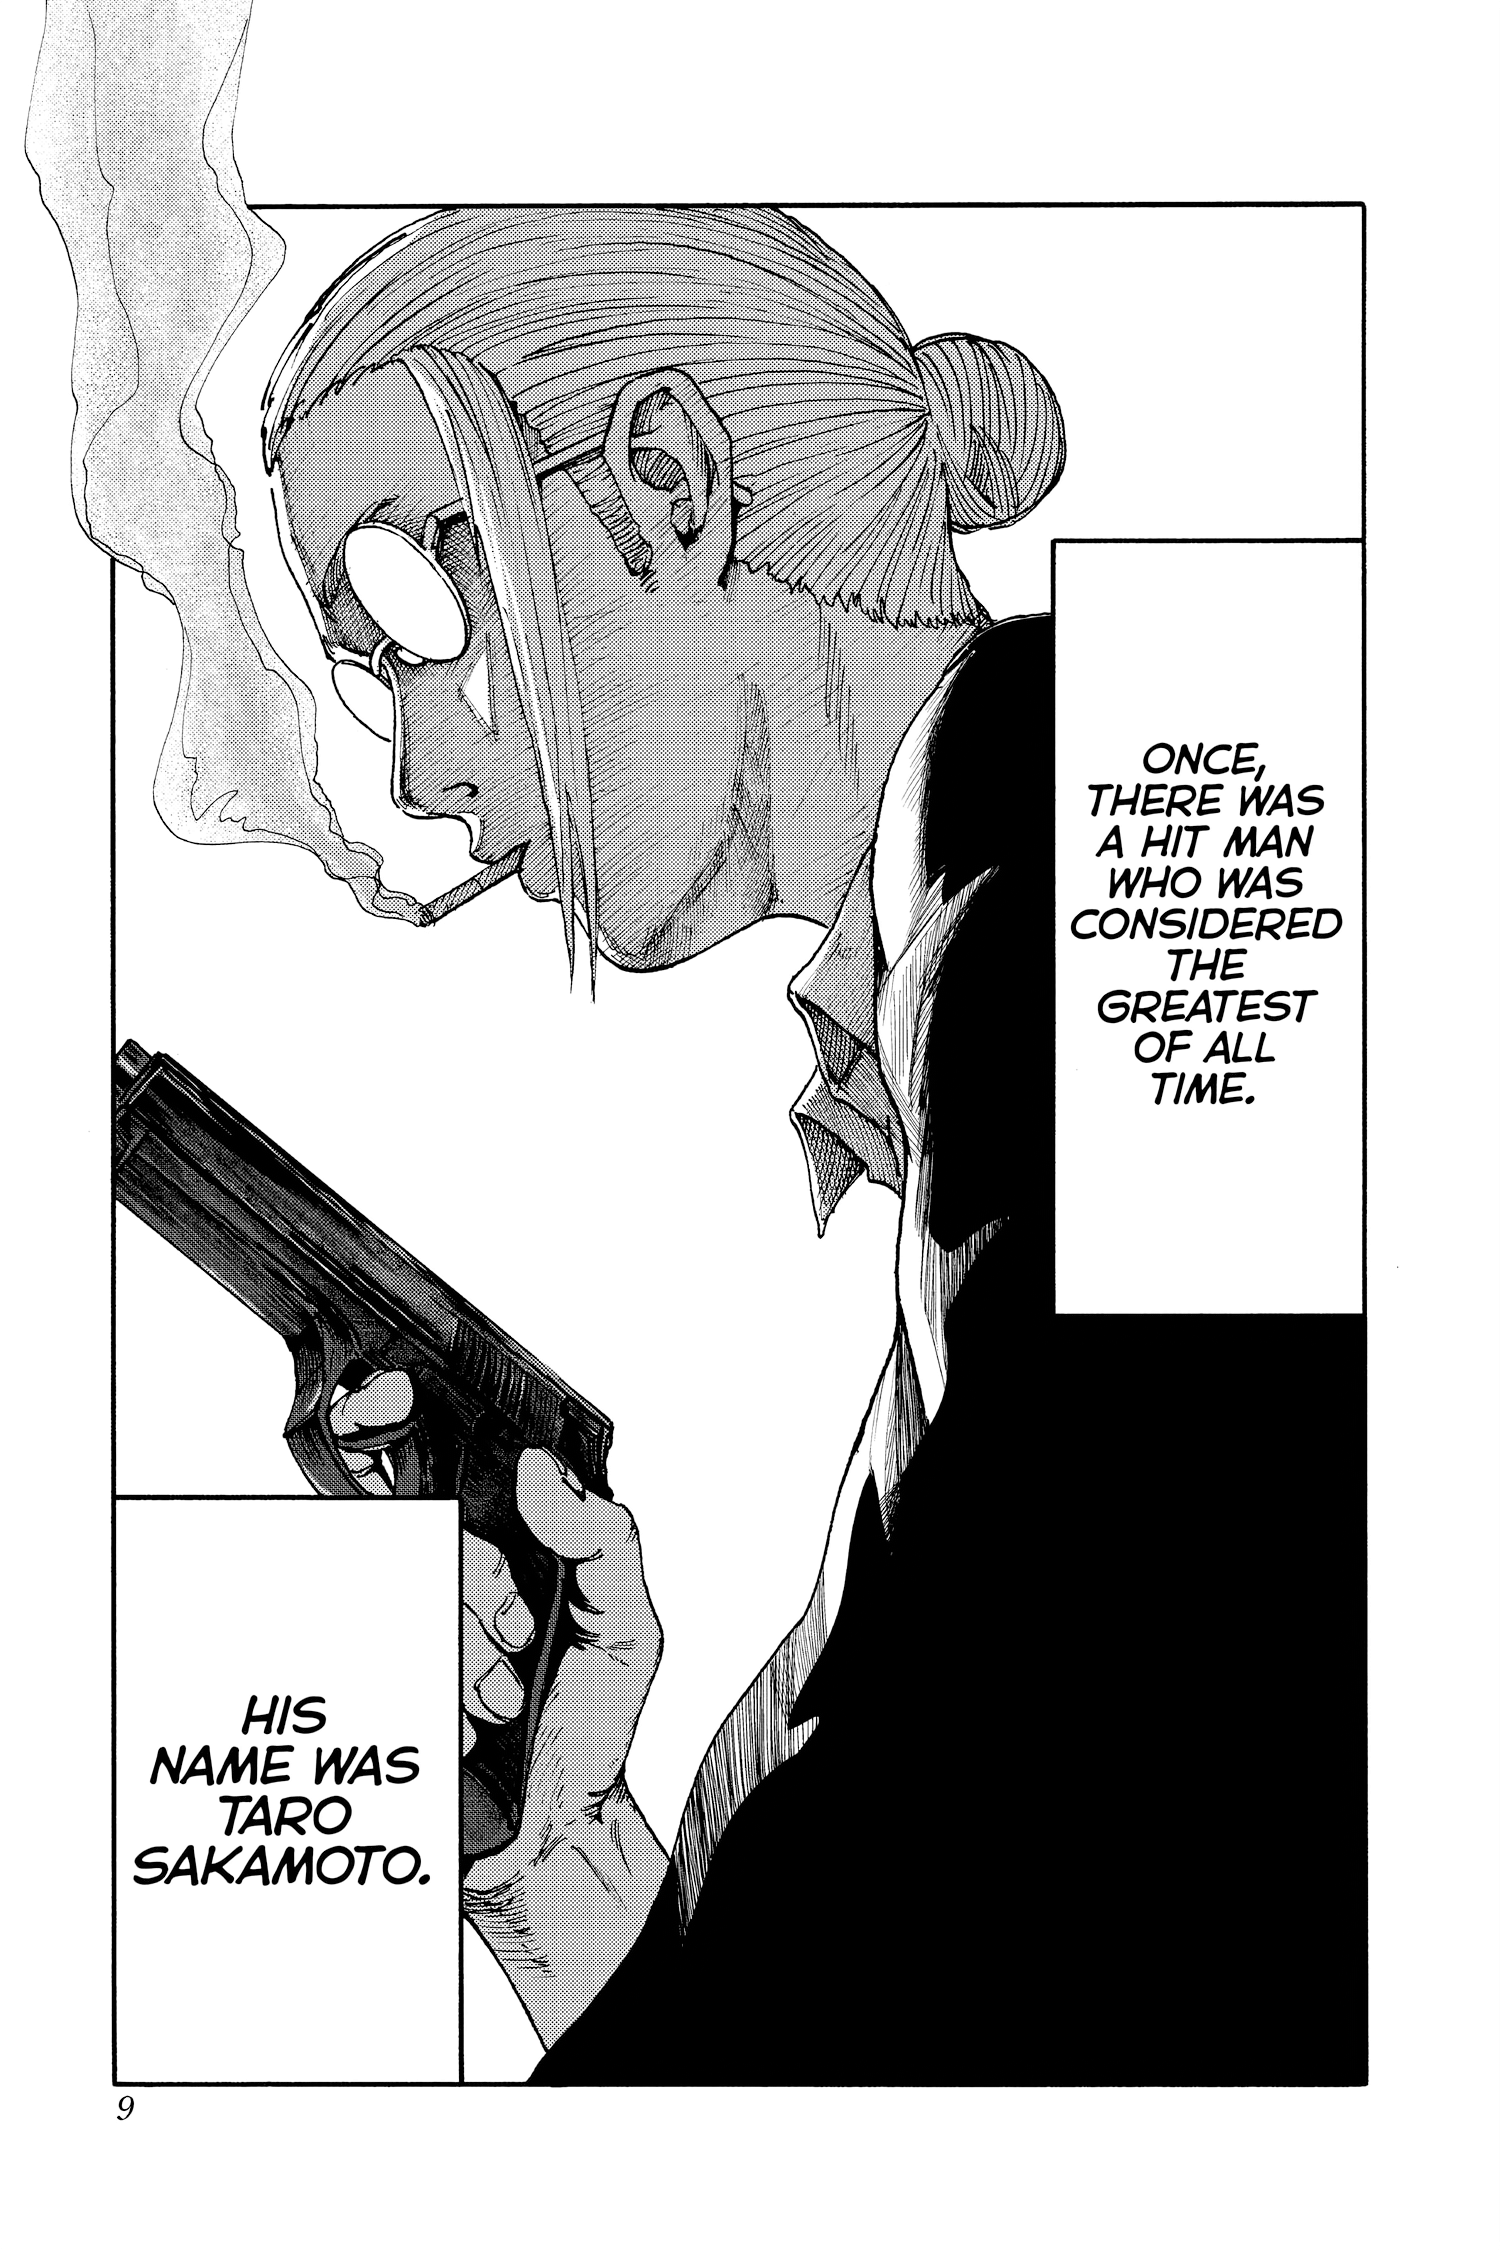 ONCE,
THERE WAS
A HIT MAN
WHO WAS
CONSIDERED
THE
GREATEST
OF ALL
TIME.
HIS
NAME WAS
TARO
SAKAMOTO.
9